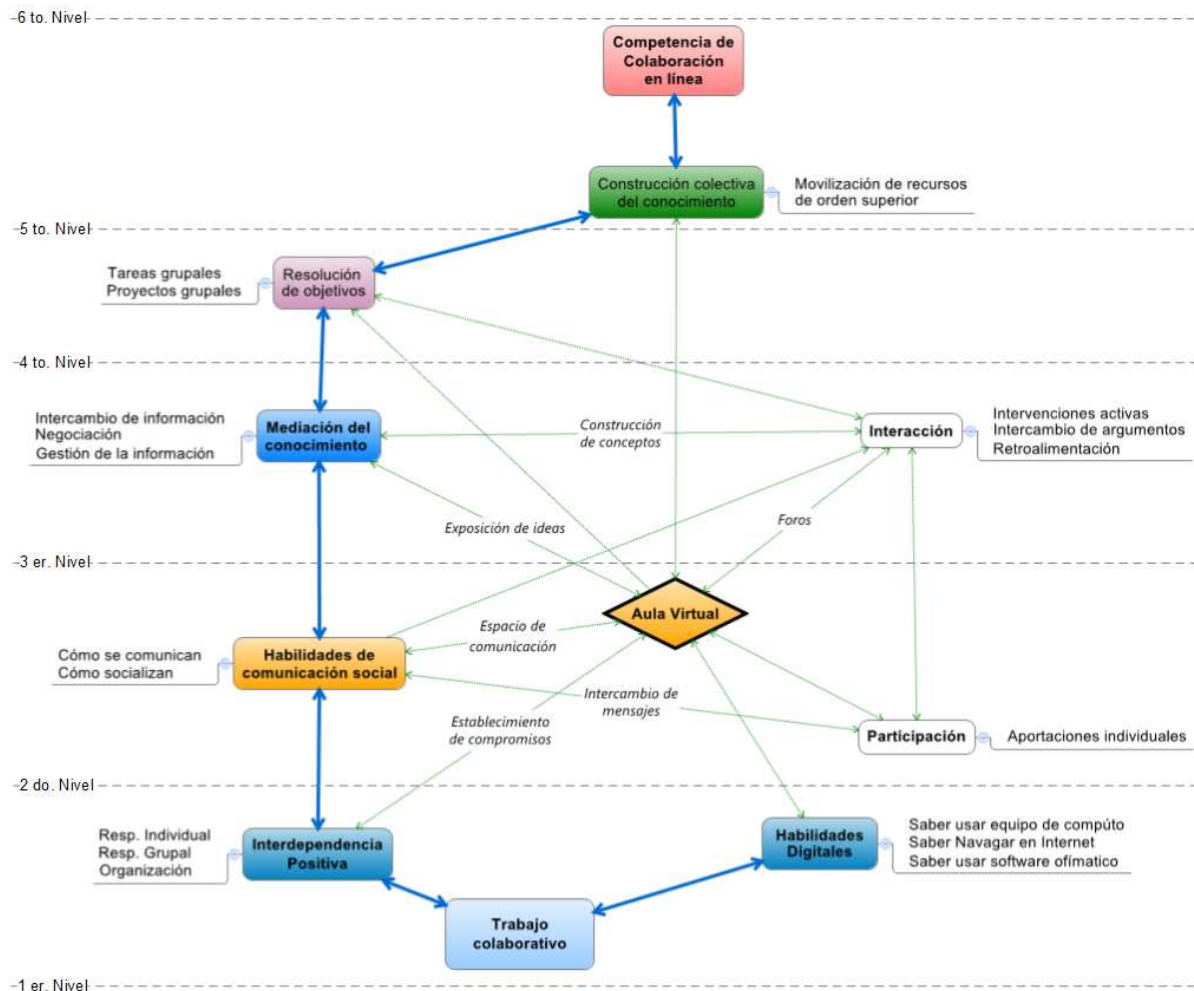 6 to. Nivel
Competencia de
Colaboración
en línea
Construcción colectiva
del conocimiento
Movilización de recursos
de orden superior
5 to. Nivel
Tareas grupales
Proyectos grupales
Resolución
de objetivos
4 to. Nivel
Intercambio de información
Negociación
Gestión de la información
Mediación del
conocimiento
Construcción
de conceptos
Interacción
Intervenciones activas
Intercambio de argumentos
Retroalimentación
Exposición de ideas
Foros
3 er. Nivel
Aula Virtual
Espacio de
comunicación
Cómo se comunican
Cómo socializan
Habilidades de
comunicación social
Intercambio de
mensajes
Establecimiento
de compromisos
Participación
Aportaciones individuales
2 do. Nivel
Resp. Individual
Resp. Grupal
Organización
Interdependencia
Positiva
Habilidades
Digitales
Saber usar equipo de compúto
Saber Navagar en Internet
Saber usar software ofímatico
Trabajo
colaborativo
1 er. Nivel